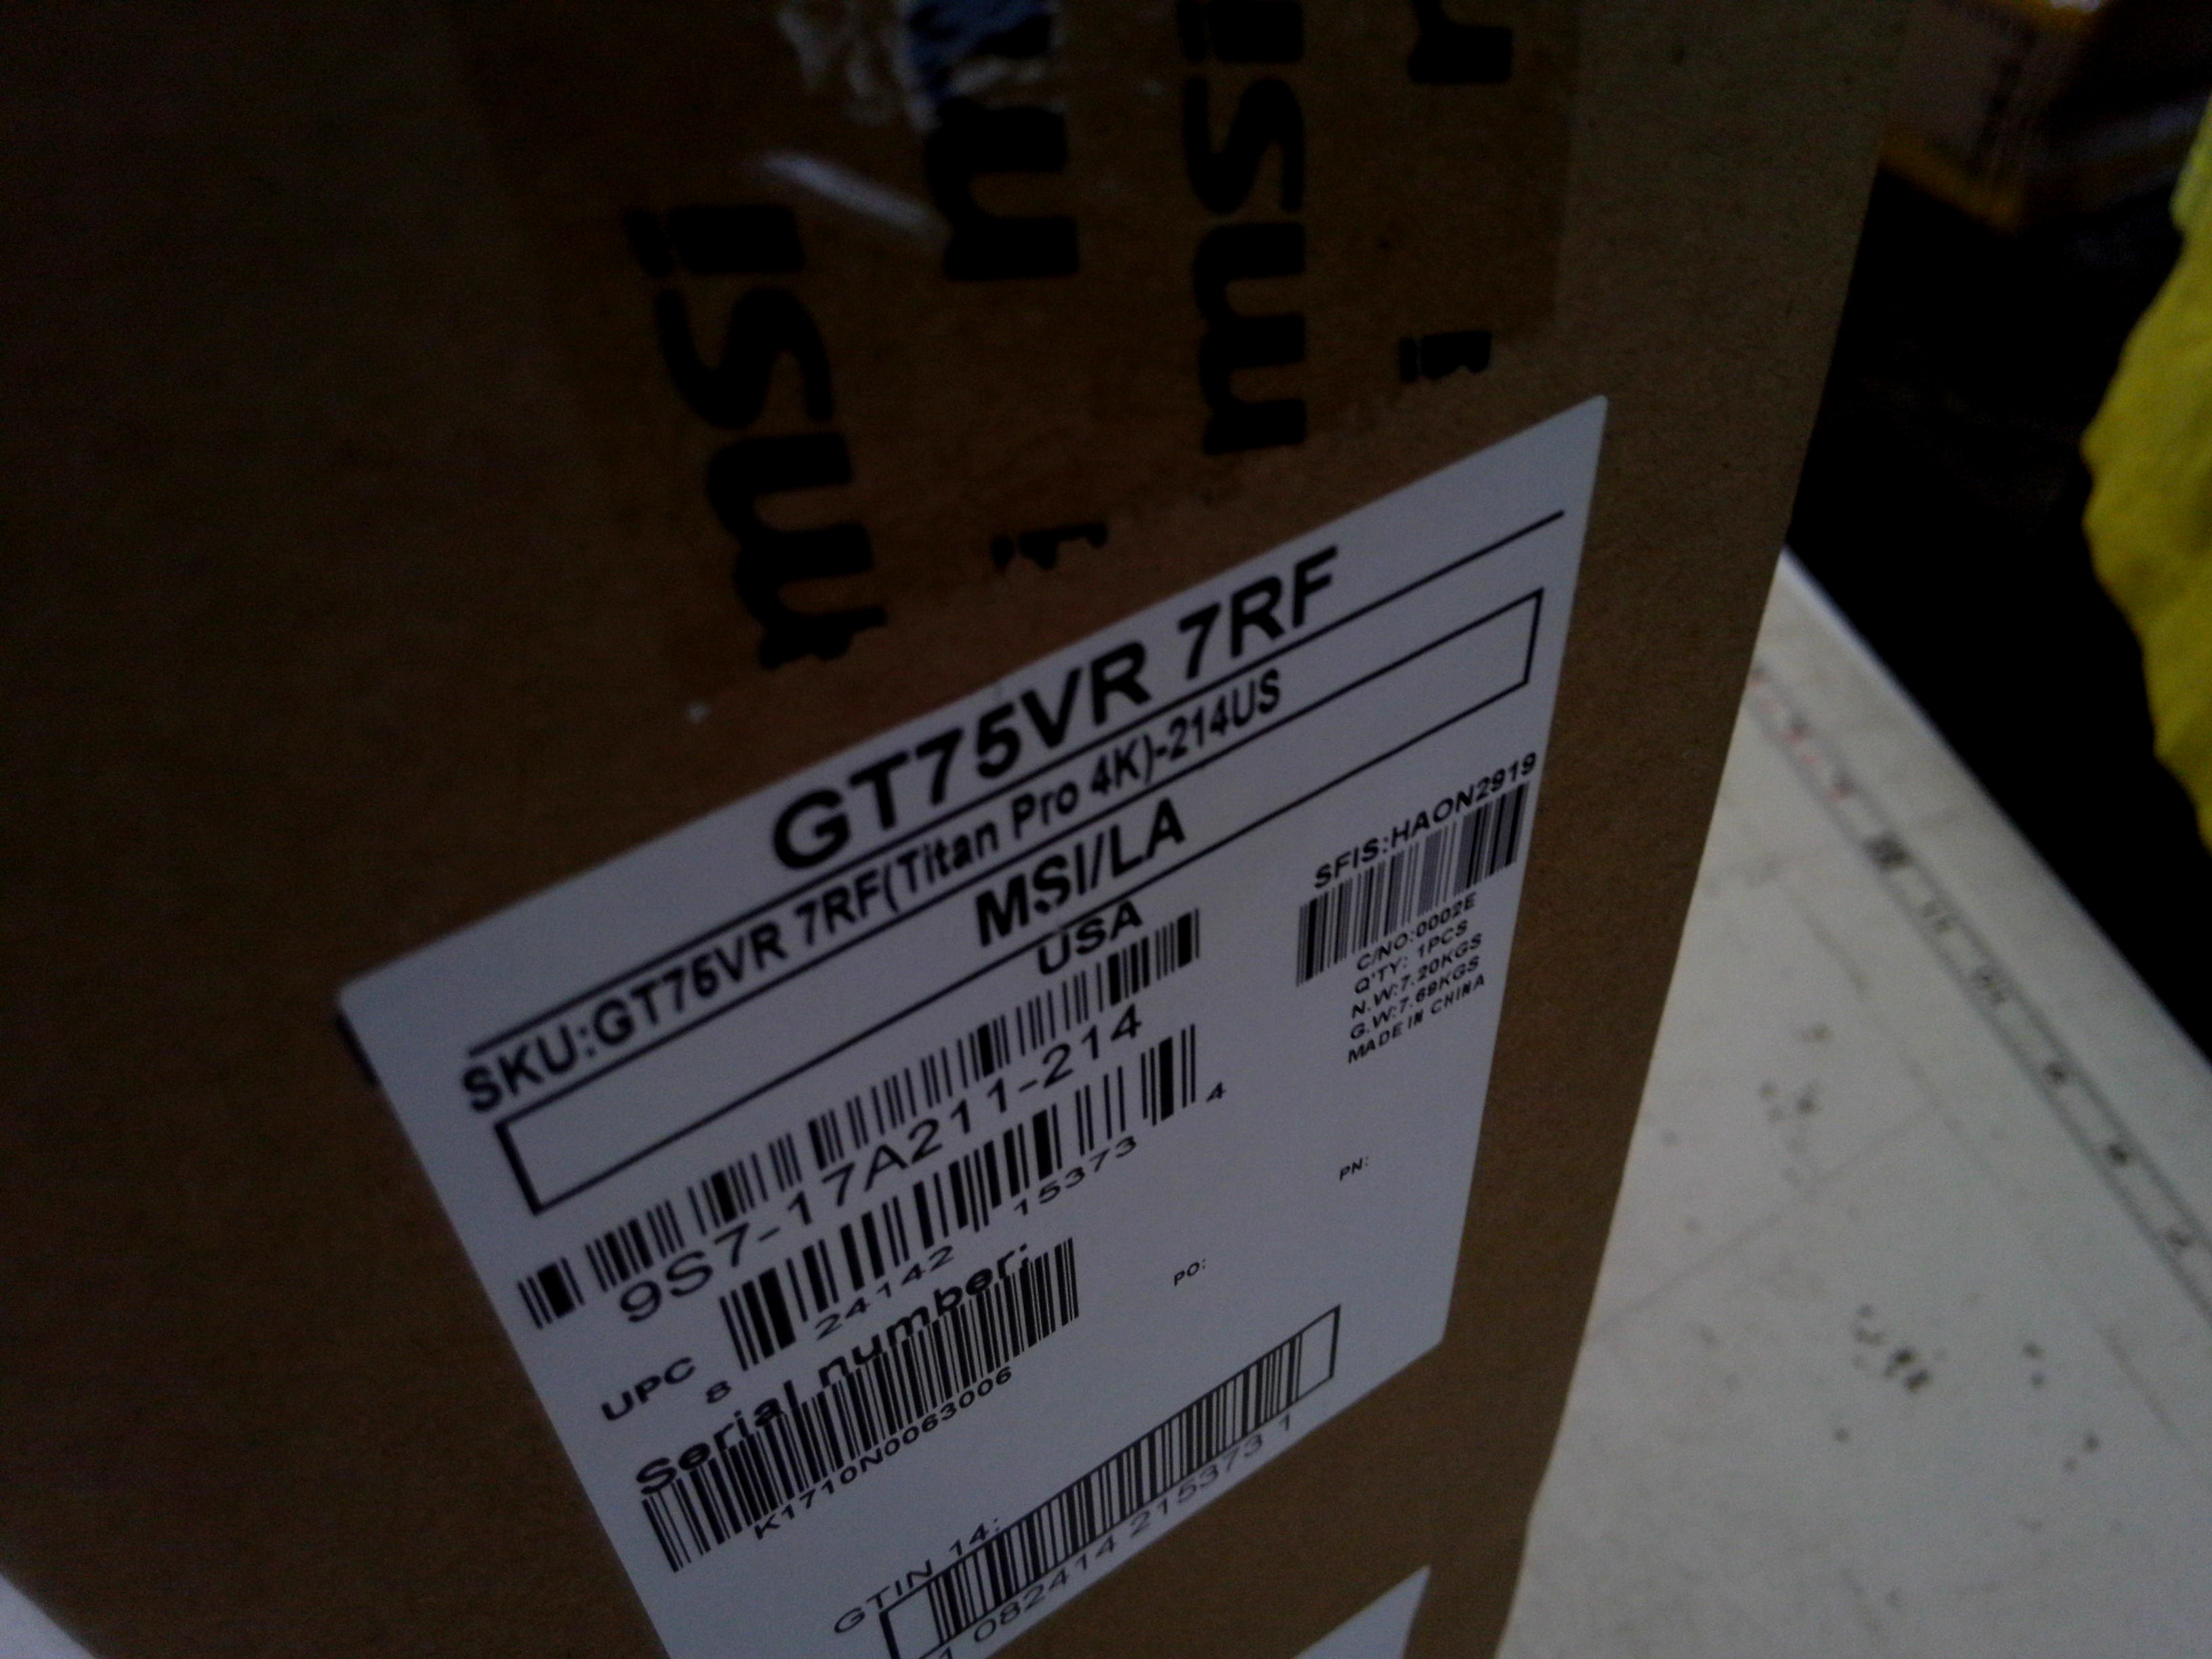 msi
m
msi
GT75VR 7RF
SKU:GT75VR 7RF(Titan Pro 4K)-214US
MSI/LA
USA
SFIS:HAON2919
C/NO:0002E
Q'TY: 1PCS
N.W:7.20KGS
G.W:7.69KGS
MADE IN CHINA
9S7-17A211-214
UPC 8 24142 15373 4
Serial number:
K1710N0063006
PN:
PO:
GTIN 14:
1 0824142 15373 1